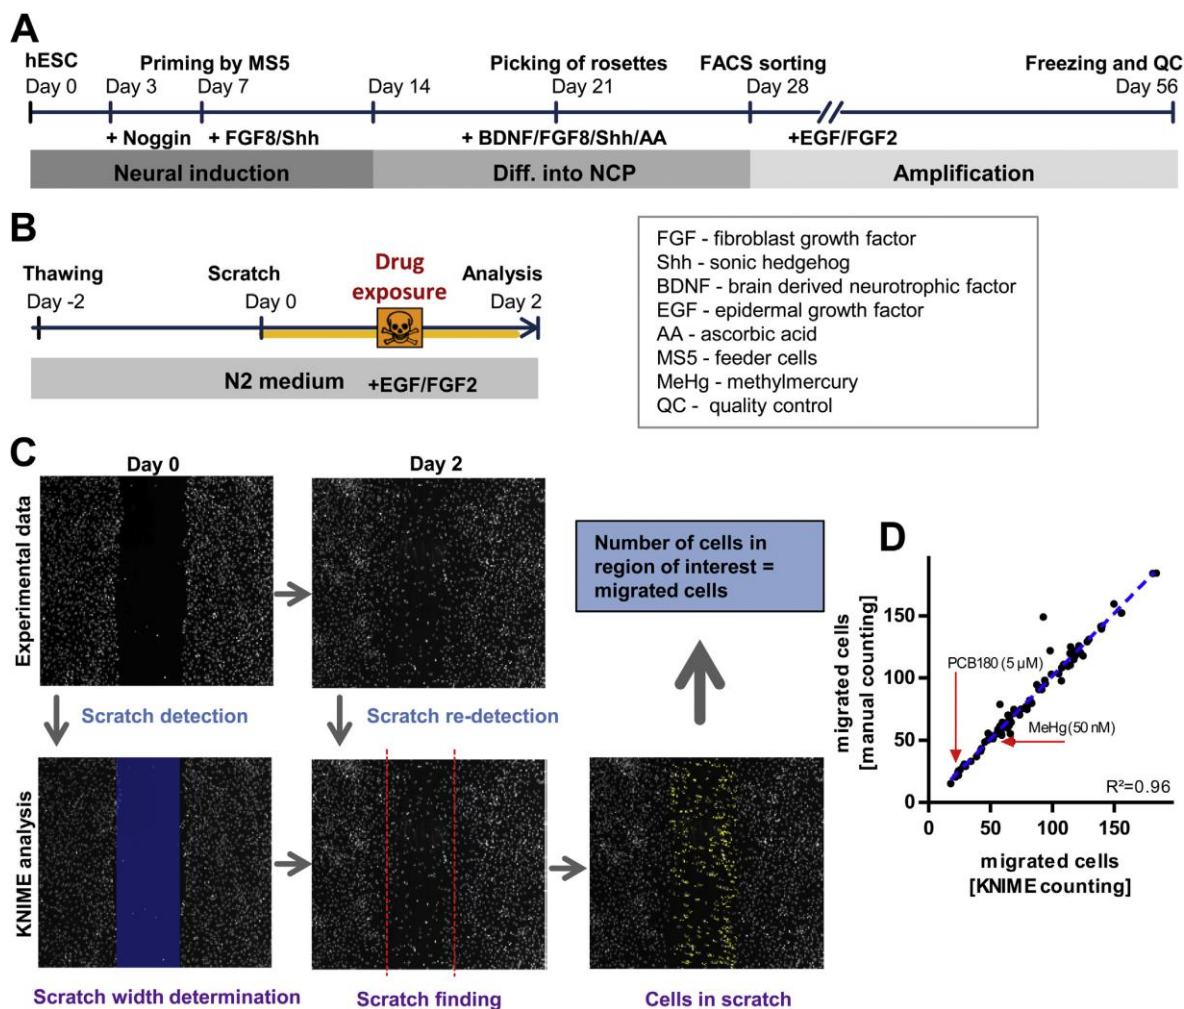 A
hESC
Priming by MS5
Picking of rosettes
FACS sorting
Freezing and QC
Day 0
Day 3
Day 7
Day 14
Day 21
Day 28
Day 56
+ Noggin
+ FGF8/Shh
+ BDNF/FGF8/Shh/AA
+EGF/FGF2
Neural induction
Diff. into NCP
Amplification
B
Thawing
Scratch
Drug
exposure
Analysis
Day -2
Day 0
Day 2
N2 medium
+EGF/FGF2
FGF - fibroblast growth factor
Shh - sonic hedgehog
BDNF - brain derived neurotrophic factor
EGF - epidermal growth factor
AA - ascorbic acid
MS5 - feeder cells
MeHg - methylmercury
QC - quality control
C
Day 0
Day 2
Experimental data
Scratch detection
Scratch re-detection
Number of cells in
region of interest =
migrated cells
KNIME analysis
Scratch width determination
Scratch finding
Cells in scratch
D
migrated cells
[manual counting]
150
100
50
0
PCB180 (5 µM)
MeHg (50 nM)
R²=0.96
0
50
100
150
migrated cells
[KNIME counting]